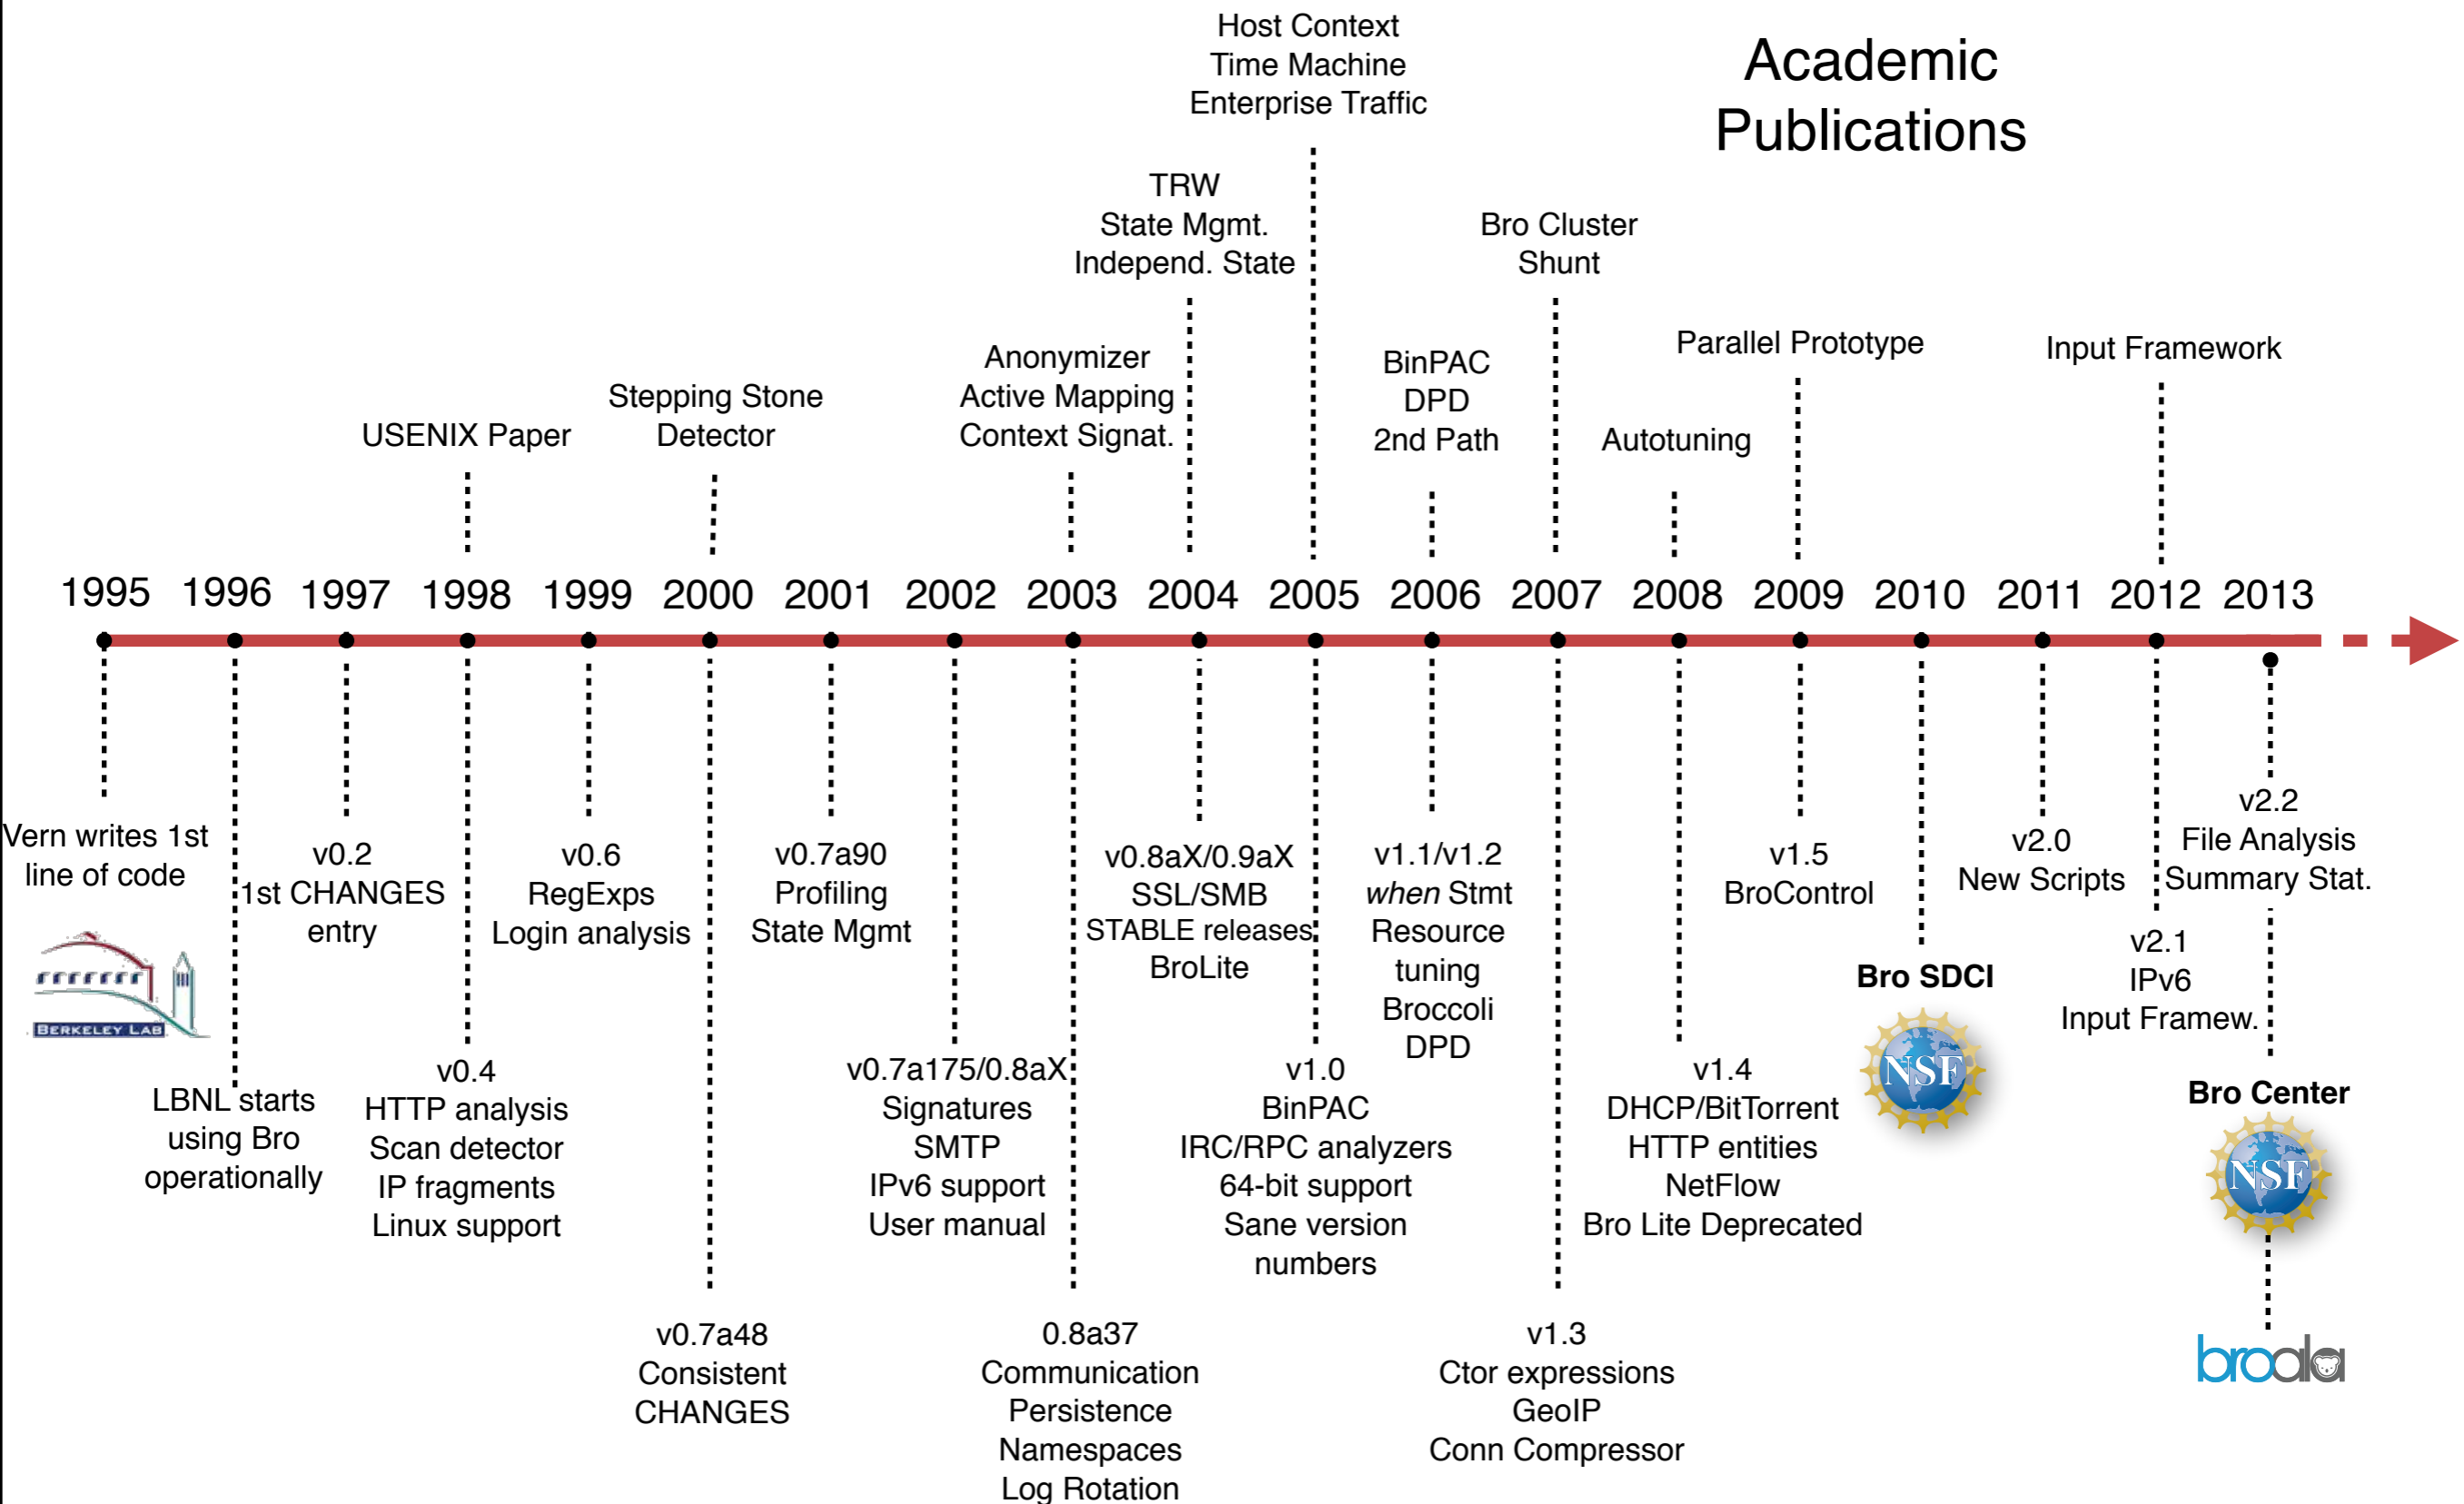 Host Context
Time Machine
Enterprise Traffic
Academic
Publications
TRW
State Mgmt.
Independ. State
Bro Cluster
Shunt
Parallel Prototype
Input Framework
Anonymizer
Active Mapping
Context Signat.
BinPAC
DPD
2nd Path
Stepping Stone
Detector
USENIX Paper
Autotuning
1995 1996 1997 1998 1999 2000 2001 2002 2003 2004 2005 2006 2007 2008 2009 2010 2011 2012 2013
Vern writes 1st
line of code
BERKELEY LAB
LBNL starts
using Bro
operationally
v0.2
1st CHANGES
entry
v0.4
HTTP analysis
Scan detector
IP fragments
Linux support
v0.6
RegExps
Login analysis
v0.7a48
Consistent
CHANGES
v0.7a90
Profiling
State Mgmt
v0.7a175/0.8aX
Signatures
SMTP
IPv6 support
User manual
0.8a37
Communication
Persistence
Namespaces
Log Rotation
v0.8aX/0.9aX
SSL/SMB
STABLE releases
BroLite
v1.0
BinPAC
IRC/RPC analyzers
64-bit support
Sane version
numbers
v1.1/v1.2
when Stmt
Resource
tuning
Broccoli
DPD
v1.3
Ctor expressions
GeoIP
Conn Compressor
v1.4
DHCP/BitTorrent
HTTP entities
NetFlow
Bro Lite Deprecated
v1.5
BroControl
Bro SDCI
NSF
v2.0
New Scripts
v2.1
IPv6
Input Framew.
v2.2
File Analysis
Summary Stat.
Bro Center
NSF
broala